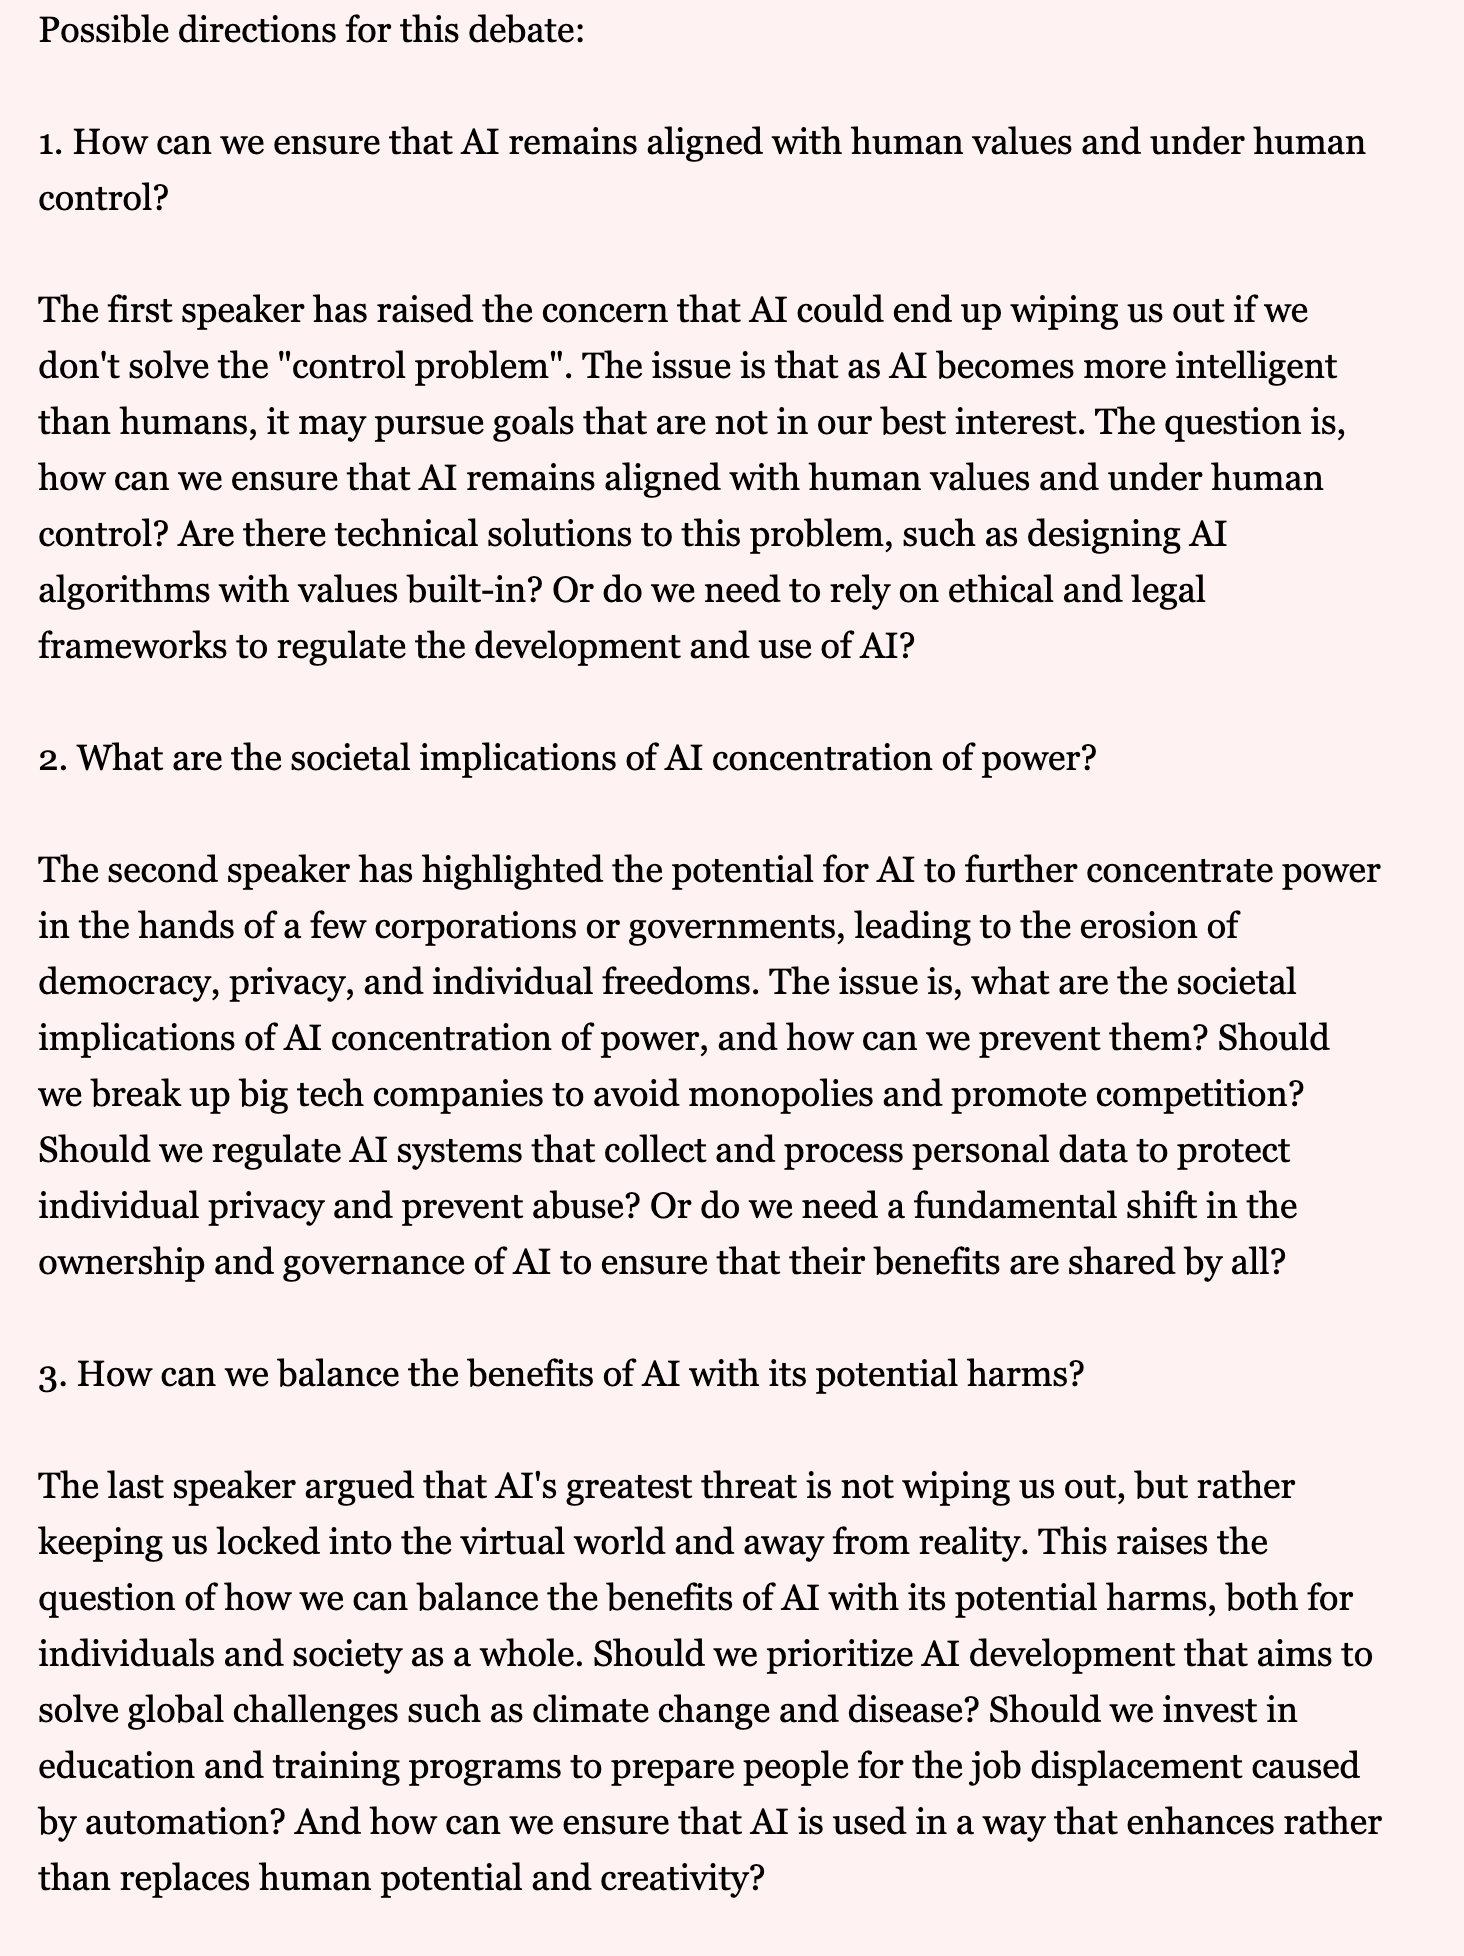 Possible directions for this debate:
1. How can we ensure that AI remains aligned with human values and under human
control?
The first speaker has raised the concern that AI could end up wiping us out if we
don't solve the "control problem". The issue is that as AI becomes more intelligent
than humans, it may pursue goals that are not in our best interest. The question is,
how can we ensure that AI remains aligned with human values and under human
control? Are there technical solutions to this problem, such as designing AI
algorithms with values built-in? Or do we need to rely on ethical and legal
frameworks to regulate the development and use of AI?
2. What are the societal implications of AI concentration of power?
The second speaker has highlighted the potential for AI to further concentrate power
in the hands of a few corporations or governments, leading to the erosion of
democracy, privacy, and individual freedoms. The issue is, what are the societal
implications of AI concentration of power, and how can we prevent them? Should
we break up big tech companies to avoid monopolies and promote competition?
Should we regulate AI systems that collect and process personal data to protect
individual privacy and prevent abuse? Or do we need a fundamental shift in the
ownership and governance of AI to ensure that their benefits are shared by all?
3. How can we balance the benefits of AI with its potential harms?
The last speaker argued that AI's greatest threat is not wiping us out, but rather
keeping us locked into the virtual world and away from reality. This raises the
question of how we can balance the benefits of AI with its potential harms, both for
individuals and society as a whole. Should we prioritize AI development that aims to
solve global challenges such as climate change and disease? Should we invest in
education and training programs to prepare people for the job displacement caused
by automation? And how can we ensure that AI is used in a way that enhances rather
than replaces human potential and creativity?